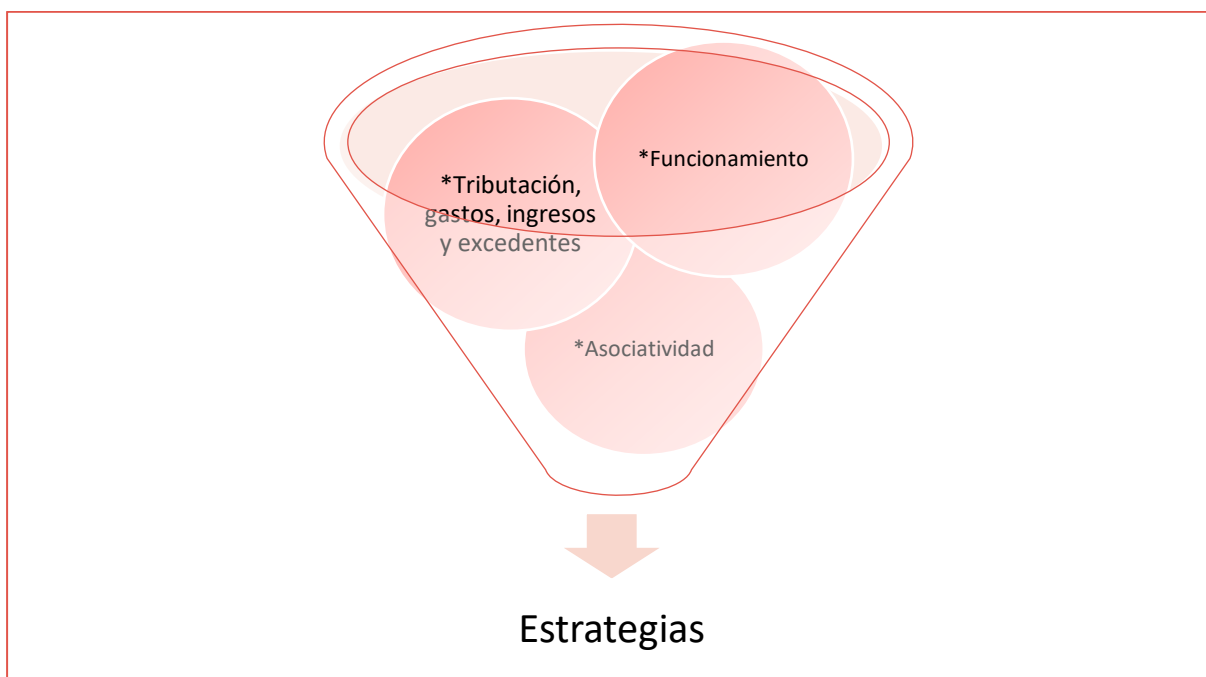 *Funcionamiento
*Tributación,
gastos, ingresos
y excedentes
*Asociatividad
Estrategias